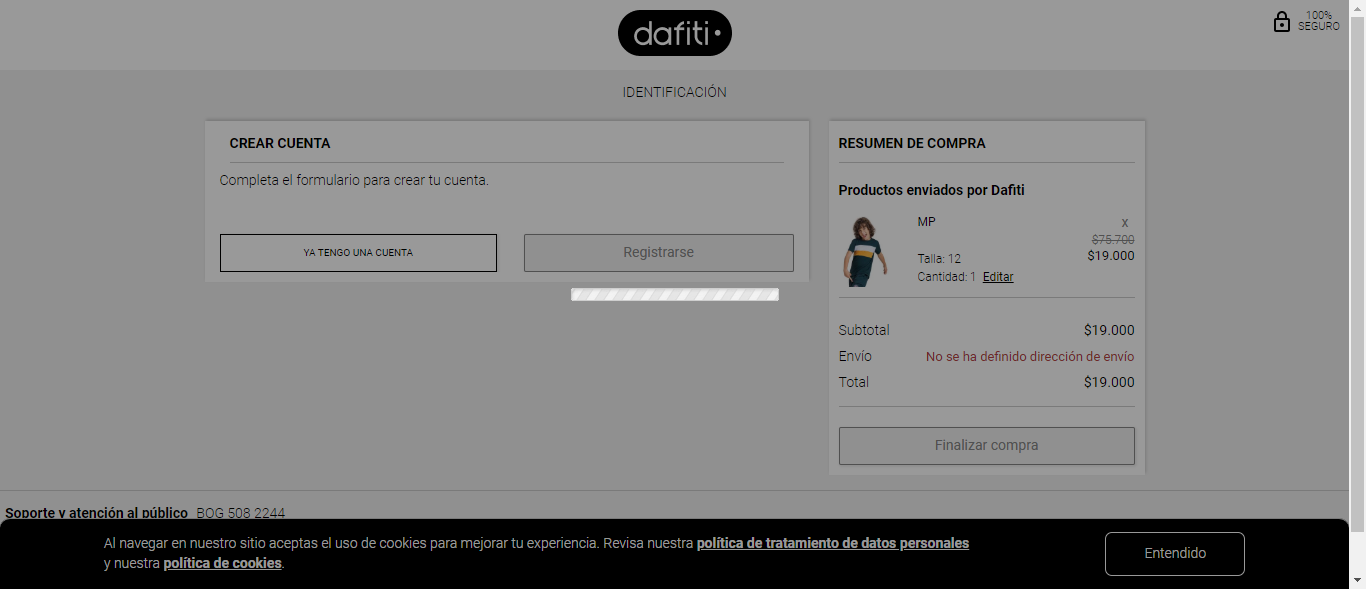 dafiti
100%
SEGURO
IDENTIFICACIÓN
CREAR CUENTA
Completa el formulario para crear tu cuenta.
YA TENGO UNA CUENTA
Registrarse
RESUMEN DE COMPRA
Productos enviados por Dafiti
MP
X
$75.700
Talla: 12
$19.000
Cantidad: 1 Editar
Subtotal $19.000
Envío No se ha definido dirección de envío
Total $19.000
Finalizar compra
Soporte y atención al público BOG 508 2244
Al navegar en nuestro sitio aceptas el uso de cookies para mejorar tu experiencia. Revisa nuestra política de tratamiento de datos personales
y nuestra política de cookies.
Entendido